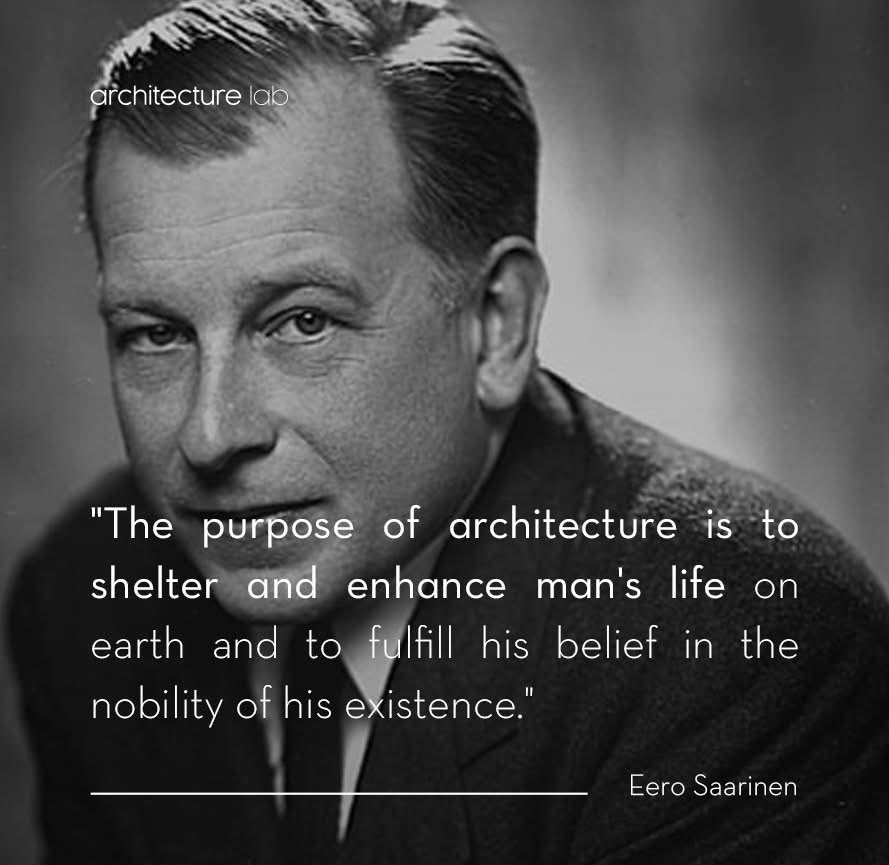 architecture lab
"The purpose of architecture is to
shelter and enhance man's life on
earth and to fulfill his belief in the
nobility of his existence."
Eero Saarinen